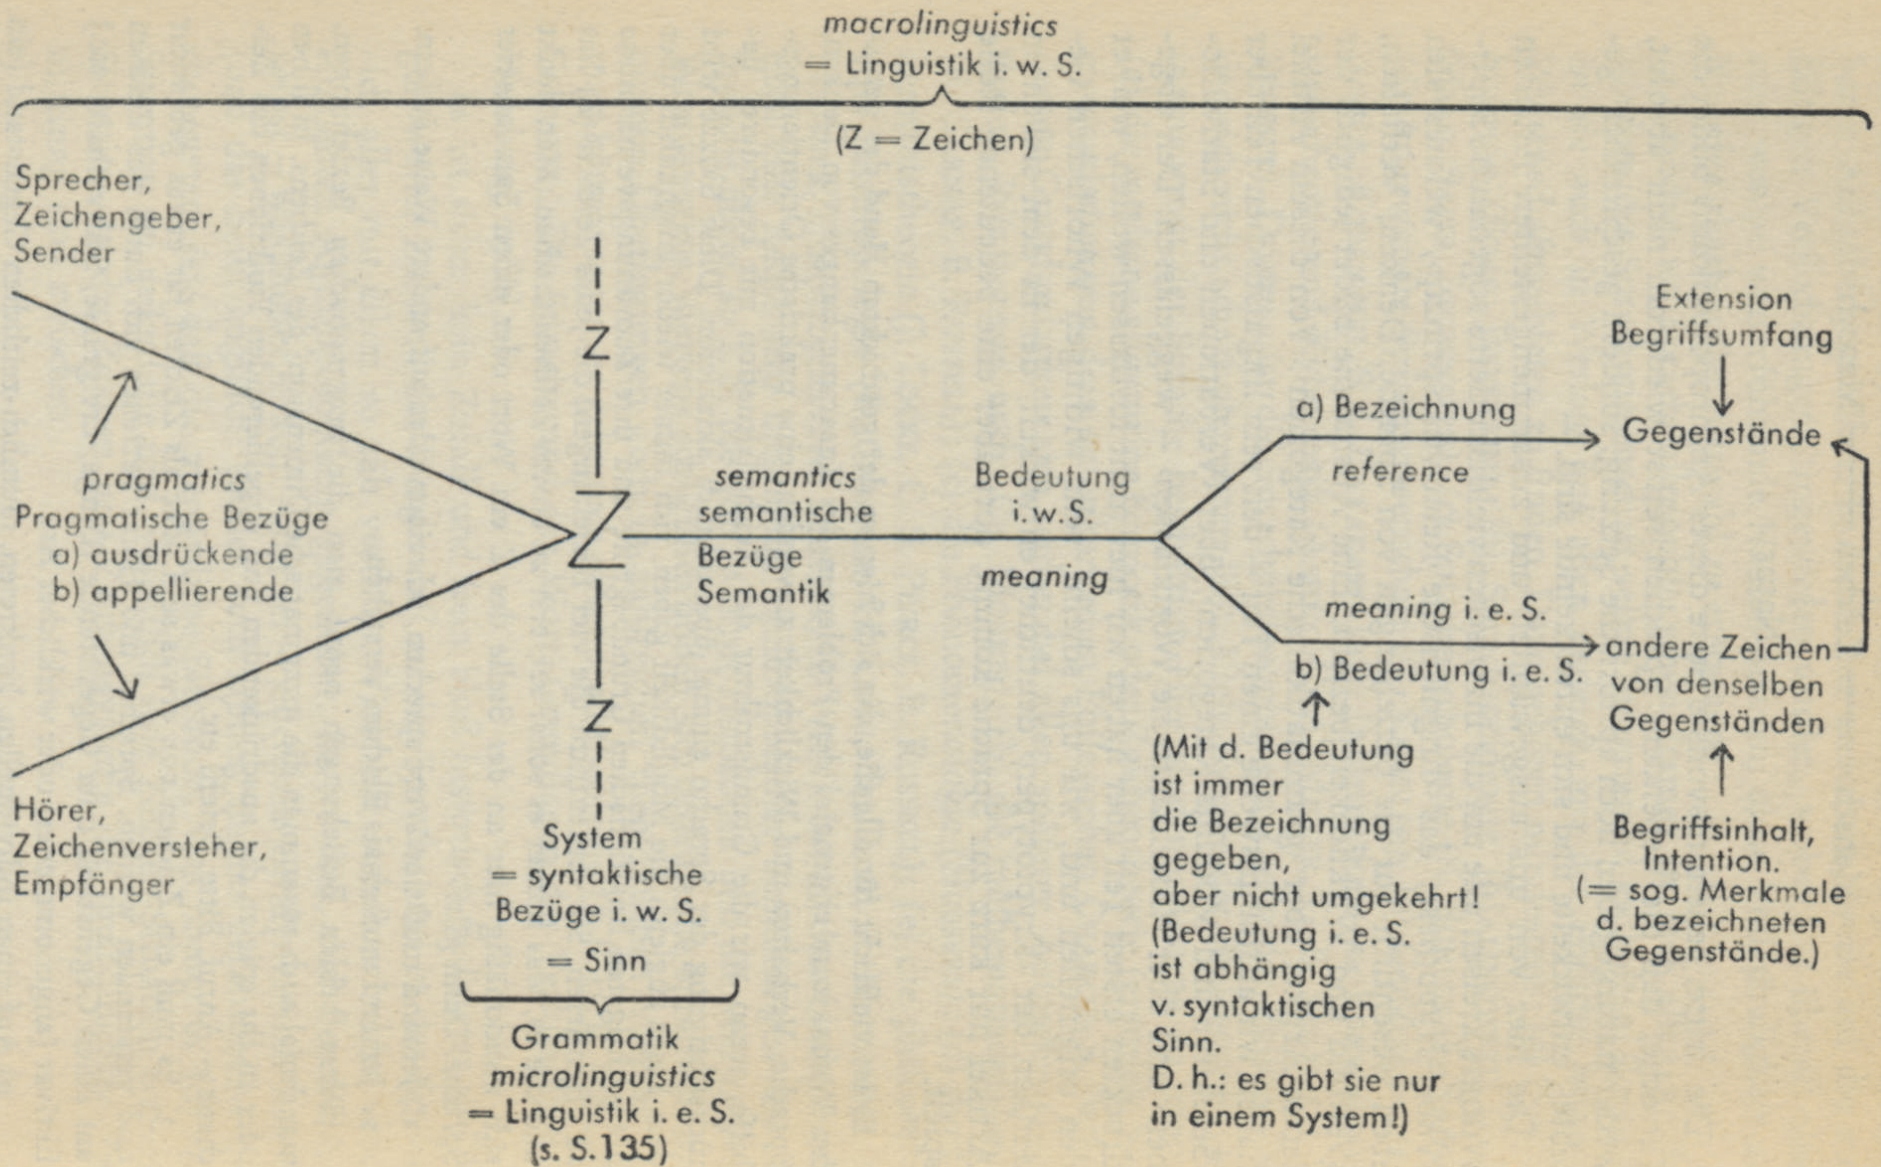 macrolinguistics
= Linguistik i. w. S.
(Z = Zeichen)
Sprecher,
Zeichengeber,
Sender
pragmatics
Pragmatische Bezüge
a) ausdrückende
b) appellierende
Hörer,
Zeichenversteher,
Empfänger
Z
Z
Z
System
= syntaktische
Bezüge i. w. S.
= Sinn
Grammatik
microlinguistics
= Linguistik i. e. S.
(s. S. 135)
semantics
semantische
Bezüge
Semantik
Bedeutung
i. w. S.
meaning
a) Bezeichnung
reference
meaning i. e. S.
b) Bedeutung i. e. S.
(Mit d. Bedeutung
ist immer
die Bezeichnung
gegeben,
aber nicht umgekehrt!
(Bedeutung i. e. S.
ist abhängig
v. syntaktischen
Sinn.
D. h.: es gibt sie nur
in einem System!)
Extension
Begriffsumfang
Gegenstände
andere Zeichen
von denselben
Gegenständen
Begriffsinhalt,
Intention.
(= sog. Merkmale
d. bezeichneten
Gegenstände.)